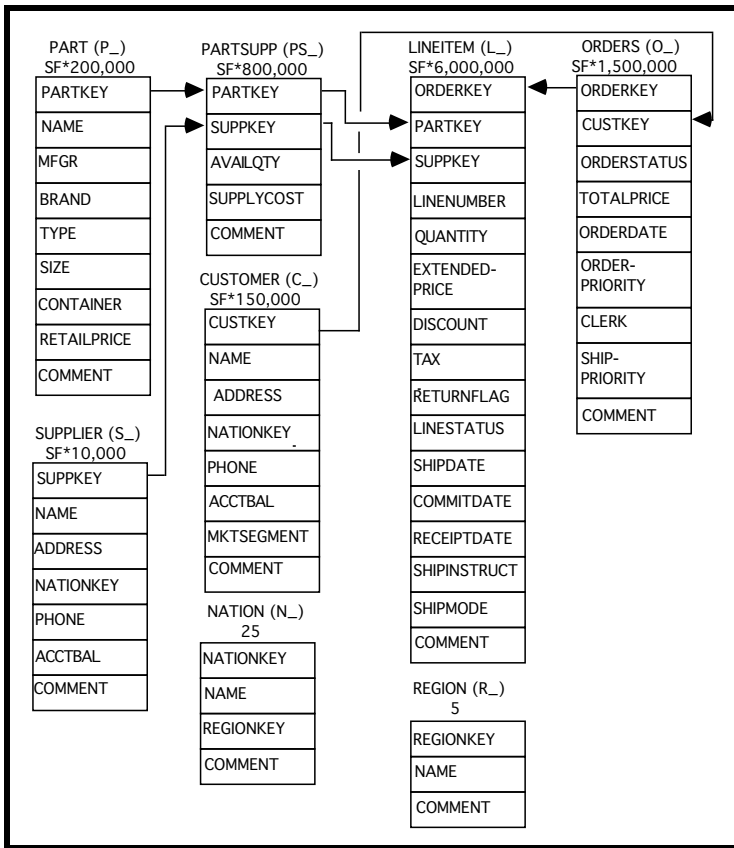 PART (P_)
SF*200,000
PARTKEY
NAME
MFGR
BRAND
TYPE
SIZE
CONTAINER
RETAILPRICE
COMMENT
SUPPLIER (S_)
SF*10,000
SUPPKEY
NAME
ADDRESS
NATIONKEY
PHONE
ACCTBAL
COMMENT
PARTSUPP (PS_)
SF*800,000
PARTKEY
SUPPKEY
AVAILQTY
SUPPLYCOST
COMMENT
CUSTOMER (C_)
SF*150,000
CUSTKEY
NAME
ADDRESS
NATIONKEY
PHONE
ACCTBAL
MKTSEGMENT
COMMENT
NATION (N_)
25
NATIONKEY
NAME
REGIONKEY
COMMENT
LINEITEM (L_)
SF*6,000,000
ORDERKEY
PARTKEY
SUPPKEY
LINENUMBER
QUANTITY
EXTENDED-
PRICE
DISCOUNT
TAX
RETURNFLAG
LINESTATUS
SHIPDATE
COMMITDATE
RECEIPTDATE
SHIPINSTRUCT
SHIPMODE
COMMENT
REGION (R_)
5
REGIONKEY
NAME
COMMENT
ORDERS (O_)
SF*1,500,000
ORDERKEY
CUSTKEY
ORDERSTATUS
TOTALPRICE
ORDERDATE
ORDER-
PRIORITY
CLERK
SHIP-
PRIORITY
COMMENT